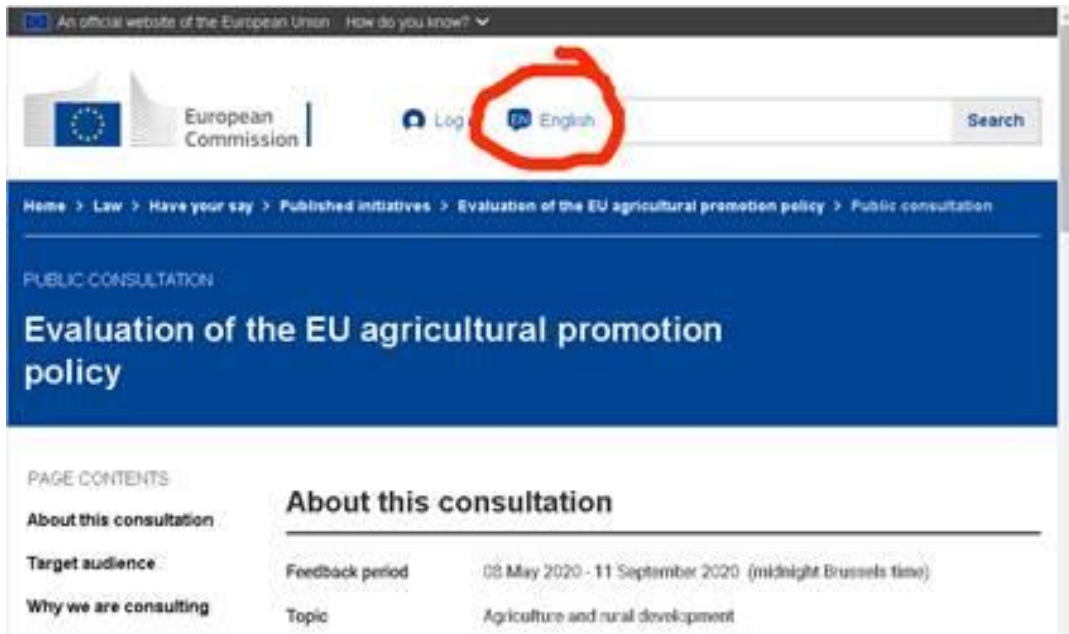 An official website of the European Union How do you know?
European
Commission
Log
EN English
Search
Home > Law > Have your say > Published initiatives > Evaluation of the EU agricultural promotion policy > Public consultation
PUBLIC CONSULTATION
Evaluation of the EU agricultural promotion
policy
PAGE CONTENTS
About this consultation
Target audience
Why we are consulting
About this consultation
Feedback period 08 May 2020 - 11 September 2020 (midnight Brussels time)
Topic Agriculture and rural development